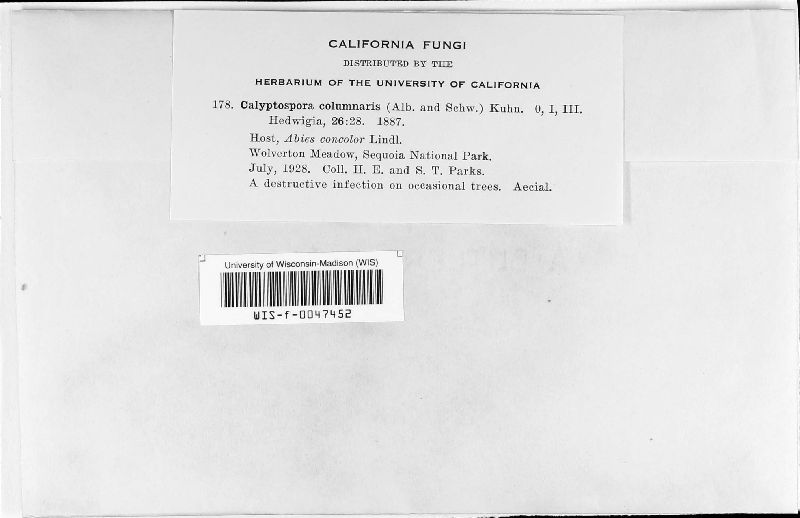 CALIFORNIA FUNGI
DISTRIBUTED BY THE
HERBARIUM OF THE UNIVERSITY OF CALIFORNIA
178. Calyptospora columnaris (Alb. and Schw.) Kuhn. 0, I, III.
Hedwigia, 26:28. 1887.
Host, Abies concolor Lindl.
Wolverton Meadow, Sequoia National Park.
July, 1928. Coll. H. E. and S. T. Parks.
A destructive infection on occasional trees. Aecial.
University of Wisconsin-Madison (WIS)
WIS-f-0047452